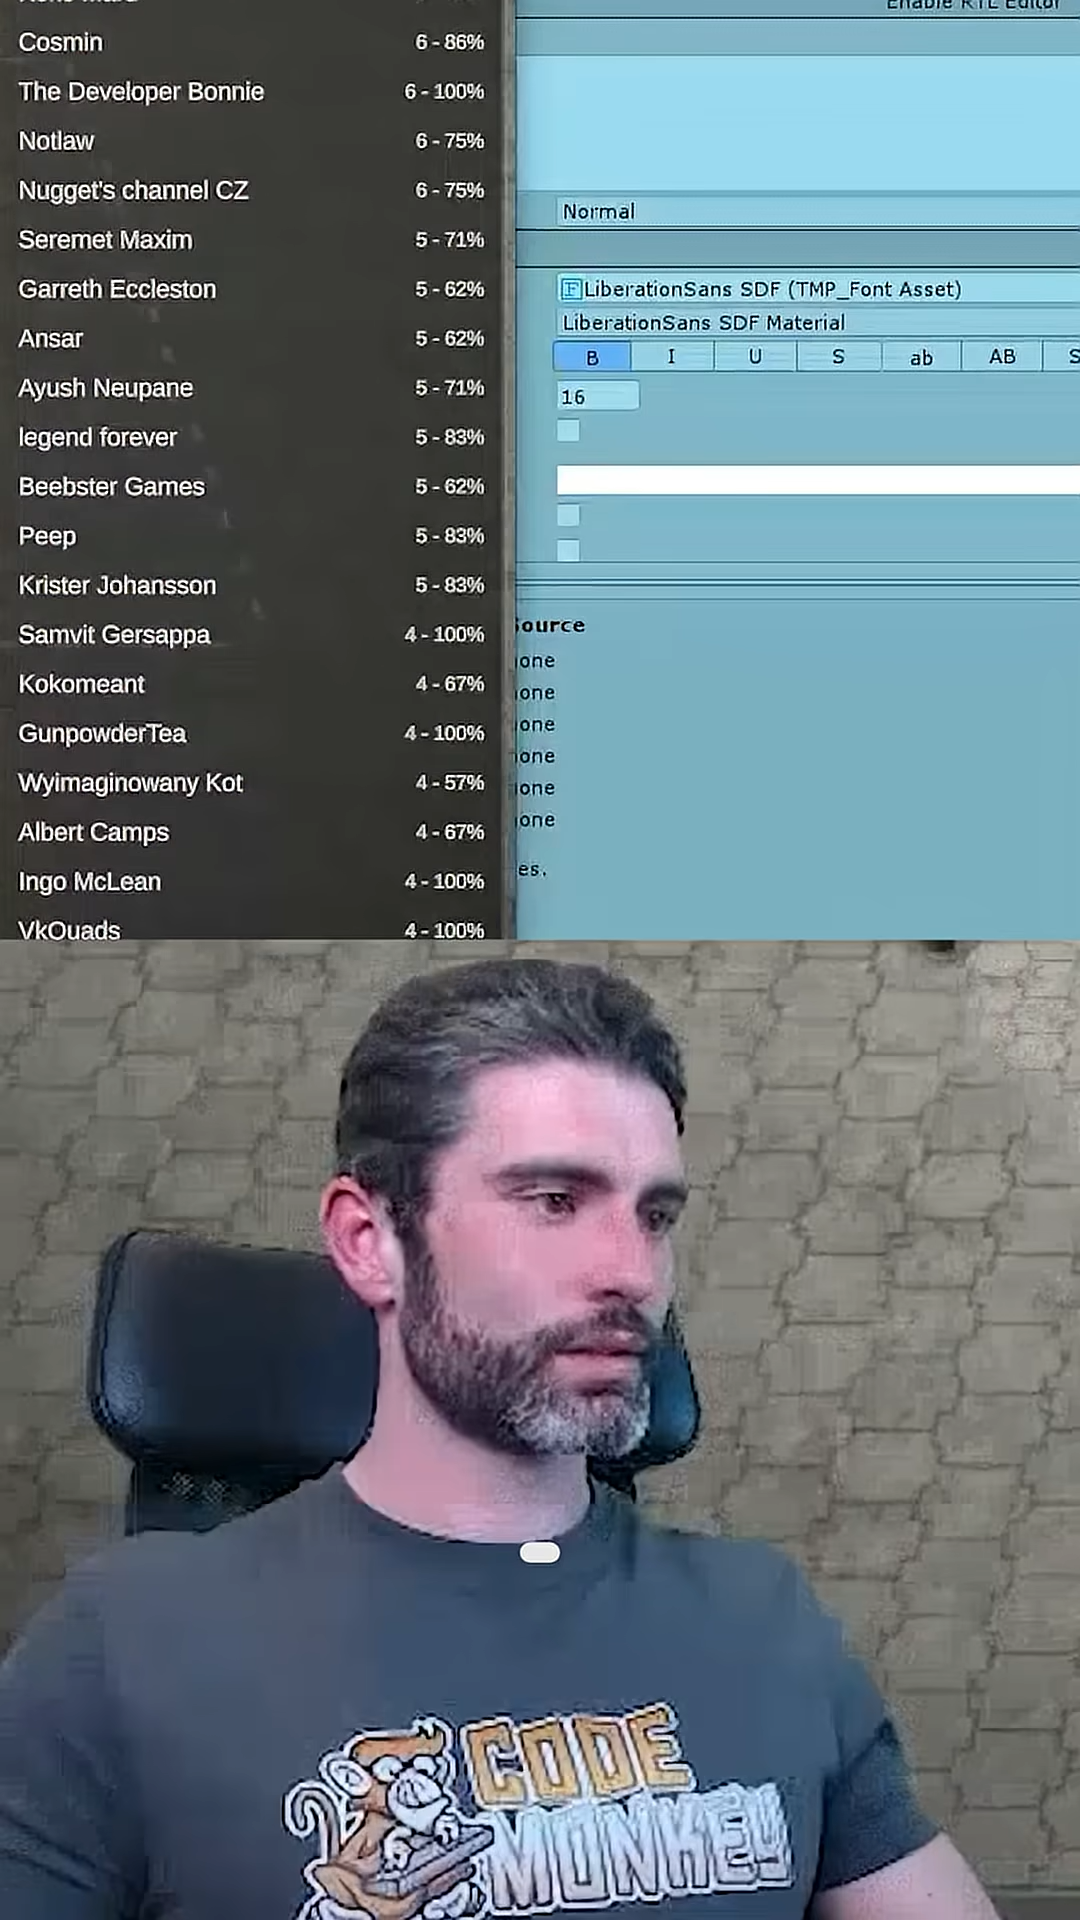 Enable RTL Editor
Cosmin 6 - 86%
The Developer Bonnie 6 - 100%
Notlaw 6 - 75%
Nugget's channel CZ 6 - 75%
Seremet Maxim 5 - 71%
Garreth Eccleston 5 - 62%
Ansar 5 - 62%
Ayush Neupane 5 - 71%
legend forever 5 - 83%
Beebster Games 5 - 62%
Peep 5 - 83%
Krister Johansson 5 - 83%
Samvit Gersappa 4 - 100%
Kokomeant 4 - 67%
GunpowderTea 4 - 100%
Wyimaginowany Kot 4 - 57%
Albert Camps 4 - 67%
Ingo McLean 4 - 100%
VkQuads 4 - 100%
Normal
LiberationSans SDF (TMP_Font Asset)
LiberationSans SDF Material
B I U S ab AB S
16
Source
one
one
one
one
one
one
es.
CODE
MONKEY